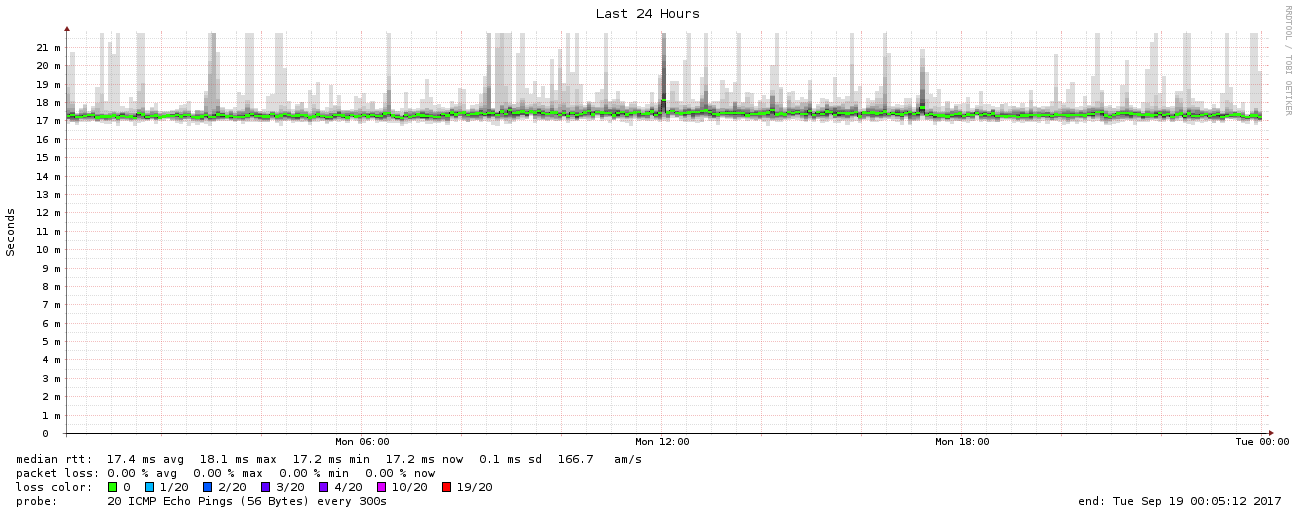 Last 24 Hours
RRDTOOL / TOBI OETIKER
Seconds
21 m
20 m
19 m
18 m
17 m
16 m
15 m
14 m
13 m
12 m
11 m
10 m
9 m
8 m
7 m
6 m
5 m
4 m
3 m
2 m
1 m
0
Mon 06:00 Mon 12:00 Mon 18:00 Tue 00:00
median rtt: 17.4 ms avg 18.1 ms max 17.2 ms min 17.2 ms now 0.1 ms sd 166.7 am/s
packet loss: 0.00 % avg 0.00 % max 0.00 % min 0.00 % now
loss color: 0 1/20 2/20 3/20 4/20 10/20 19/20
probe: 20 ICMP Echo Pings (56 Bytes) every 300s end: Tue Sep 19 00:05:12 2017